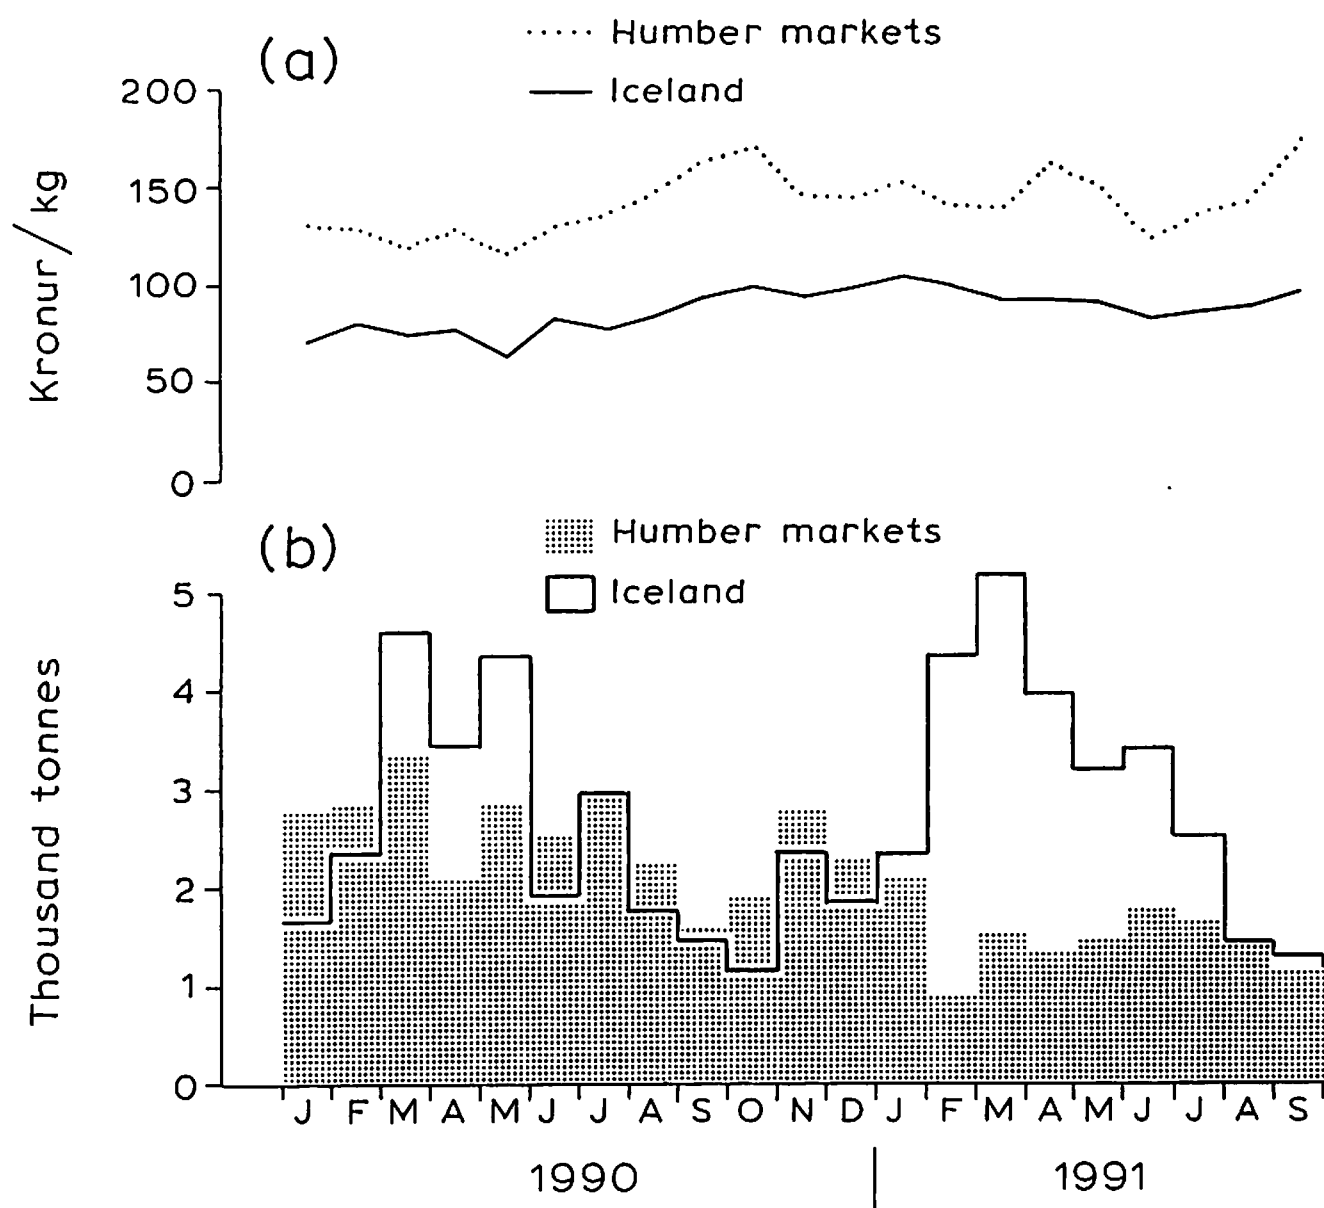 (a)
Humber markets
Iceland
200
150
100
50
0
Kronur/kg
(b)
Humber markets
Iceland
5
4
3
2
1
0
Thousand tonnes
J F M A M J J A S O N D J F M A M J J A S
1990 1991